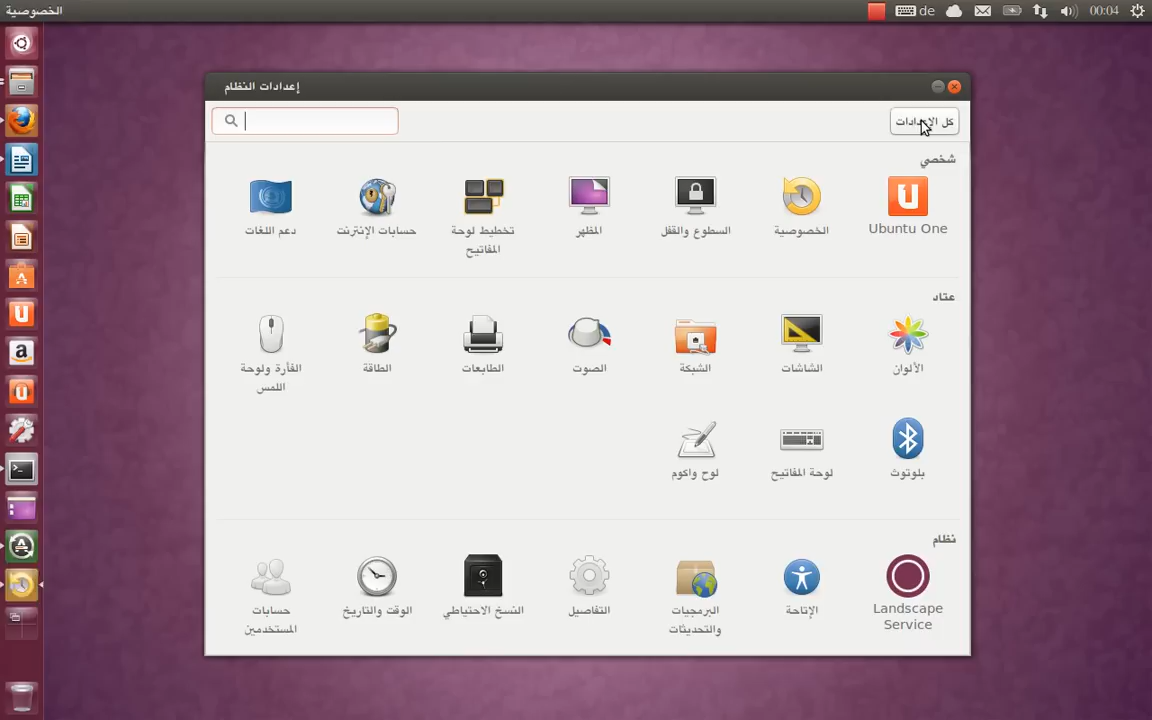 الخصوصية
de
00:04
إعدادات النظام
كل الإعدادات
شخصي
Ubuntu One
الخصوصية
السطوع والقفل
المظهر
تخطيط لوحة
المفاتيح
حسابات الإنترنت
دعم اللغات
عتاد
الألوان
الشاشات
الشبكة
الصوت
الطابعات
الطاقة
الفأرة ولوحة
اللمس
بلوتوث
لوحة المفاتيح
لوح واكوم
نظام
Landscape
Service
الإتاحة
البرمجيات
والتحديثات
التفاصيل
النسخ الاحتياطي
الوقت والتاريخ
حسابات
المستخدمين